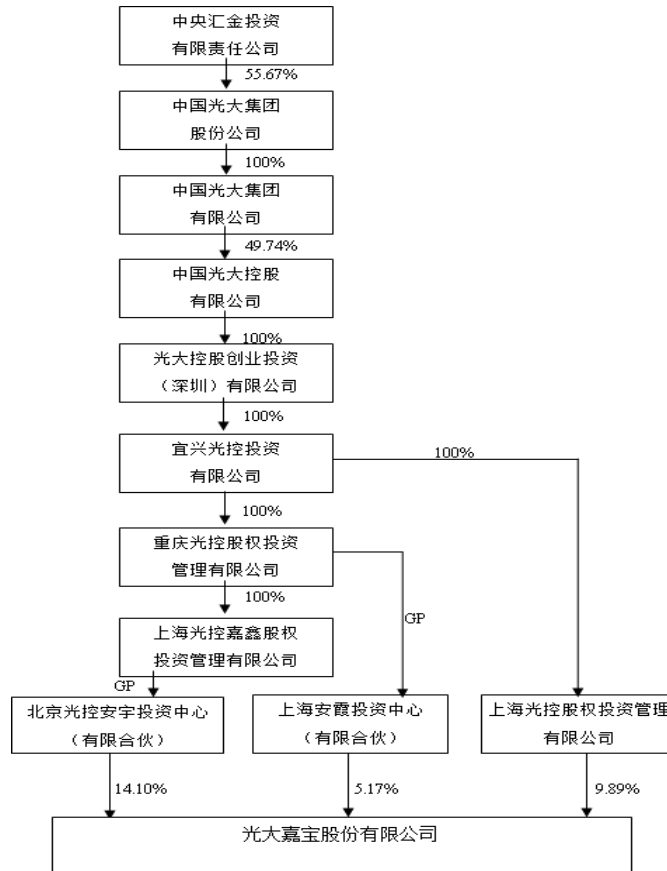 中央汇金投资
有限责任公司
55.67%
中国光大集团
股份公司
100%
中国光大集团
有限公司
49.74%
中国光大控股
有限公司
100%
光大控股创业投资
（深圳）有限公司
100%
宜兴光控投资
有限公司
100%
100%
重庆光控股权投资
管理有限公司
100%
GP
上海光控嘉鑫股权
投资管理有限公司
GP
北京光控安宇投资中心
（有限合伙）
上海安霞投资中心
（有限合伙）
上海光控股权投资管理
有限公司
14.10%
5.17%
9.89%
光大嘉宝股份有限公司